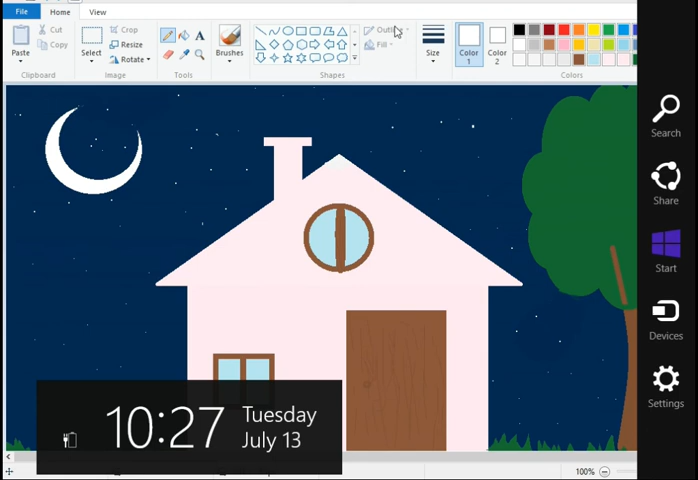 File Home View
Paste
Cut
Copy
Clipboard
Select
Crop
Resize
Rotate
Image
A
Tools
Brushes
Shapes
Outline
Fill
Size
Color
1
Color
2
Colors
Search
Share
Start
Devices
Settings
10:27
Tuesday
July 13
100%